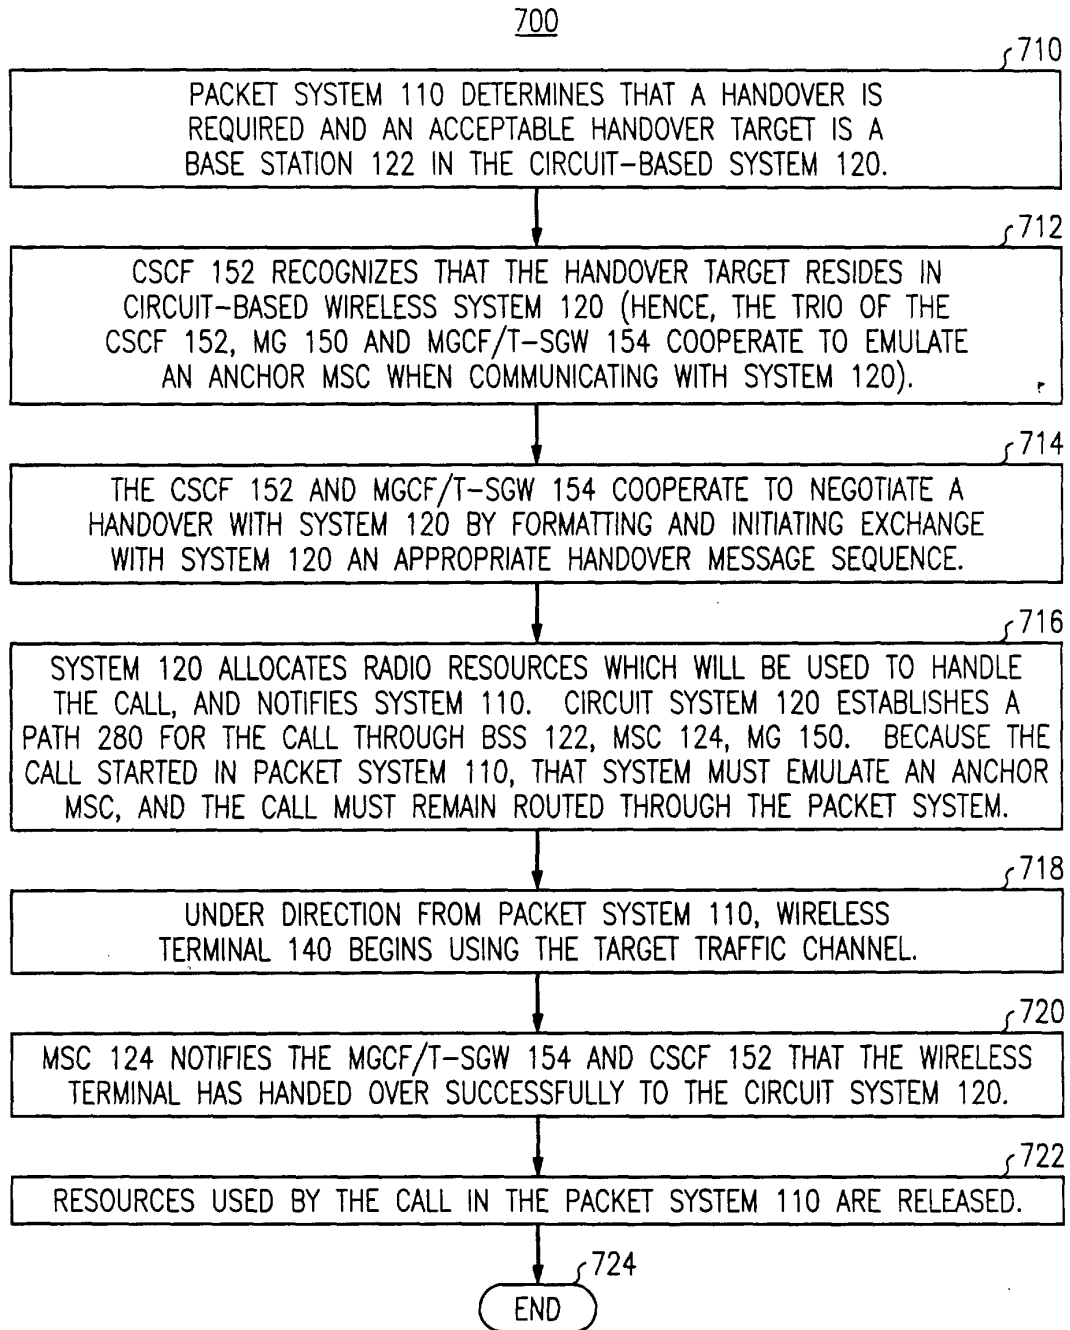 700
710
PACKET SYSTEM 110 DETERMINES THAT A HANDOVER IS
REQUIRED AND AN ACCEPTABLE HANDOVER TARGET IS A
BASE STATION 122 IN THE CIRCUIT-BASED SYSTEM 120.
712
CSCF 152 RECOGNIZES THAT THE HANDOVER TARGET RESIDES IN
CIRCUIT-BASED WIRELESS SYSTEM 120 (HENCE, THE TRIO OF THE
CSCF 152, MG 150 AND MGCF/T-SGW 154 COOPERATE TO EMULATE
AN ANCHOR MSC WHEN COMMUNICATING WITH SYSTEM 120).
714
THE CSCF 152 AND MGCF/T-SGW 154 COOPERATE TO NEGOTIATE A
HANDOVER WITH SYSTEM 120 BY FORMATTING AND INITIATING EXCHANGE
WITH SYSTEM 120 AN APPROPRIATE HANDOVER MESSAGE SEQUENCE.
716
SYSTEM 120 ALLOCATES RADIO RESOURCES WHICH WILL BE USED TO HANDLE
THE CALL, AND NOTIFIES SYSTEM 110. CIRCUIT SYSTEM 120 ESTABLISHES A
PATH 280 FOR THE CALL THROUGH BSS 122, MSC 124, MG 150. BECAUSE THE
CALL STARTED IN PACKET SYSTEM 110, THAT SYSTEM MUST EMULATE AN ANCHOR
MSC, AND THE CALL MUST REMAIN ROUTED THROUGH THE PACKET SYSTEM.
718
UNDER DIRECTION FROM PACKET SYSTEM 110, WIRELESS
TERMINAL 140 BEGINS USING THE TARGET TRAFFIC CHANNEL.
720
MSC 124 NOTIFIES THE MGCF/T-SGW 154 AND CSCF 152 THAT THE WIRELESS
TERMINAL HAS HANDED OVER SUCCESSFULLY TO THE CIRCUIT SYSTEM 120.
722
RESOURCES USED BY THE CALL IN THE PACKET SYSTEM 110 ARE RELEASED.
724
END